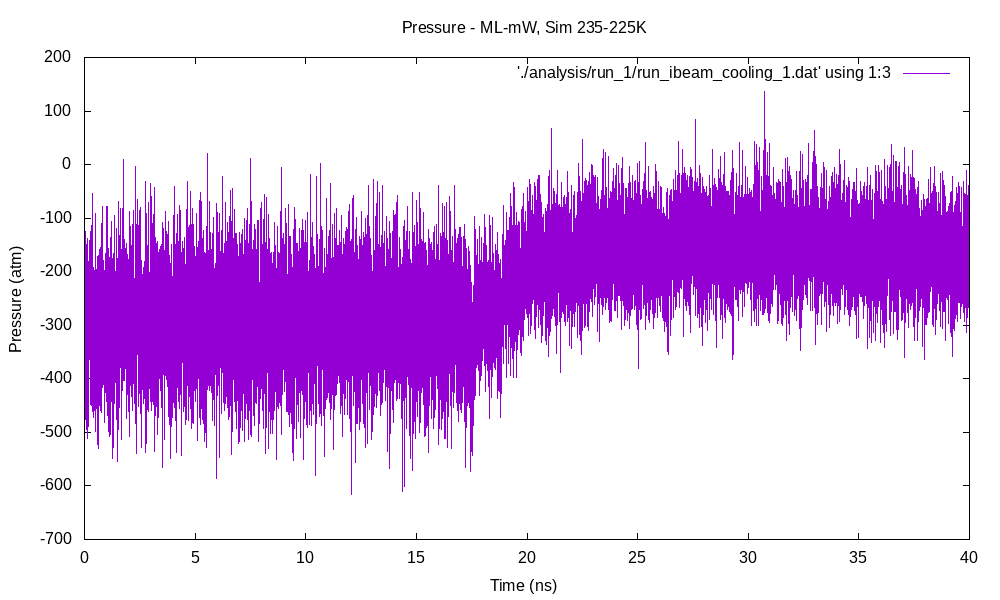 Pressure - ML-mW, Sim 235-225K
'./analysis/run_1/run_ibeam_cooling_1.dat' using 1:3
200
100
0
-100
-200
-300
-400
-500
-600
-700
Pressure (atm)
0 5 10 15 20 25 30 35 40
Time (ns)